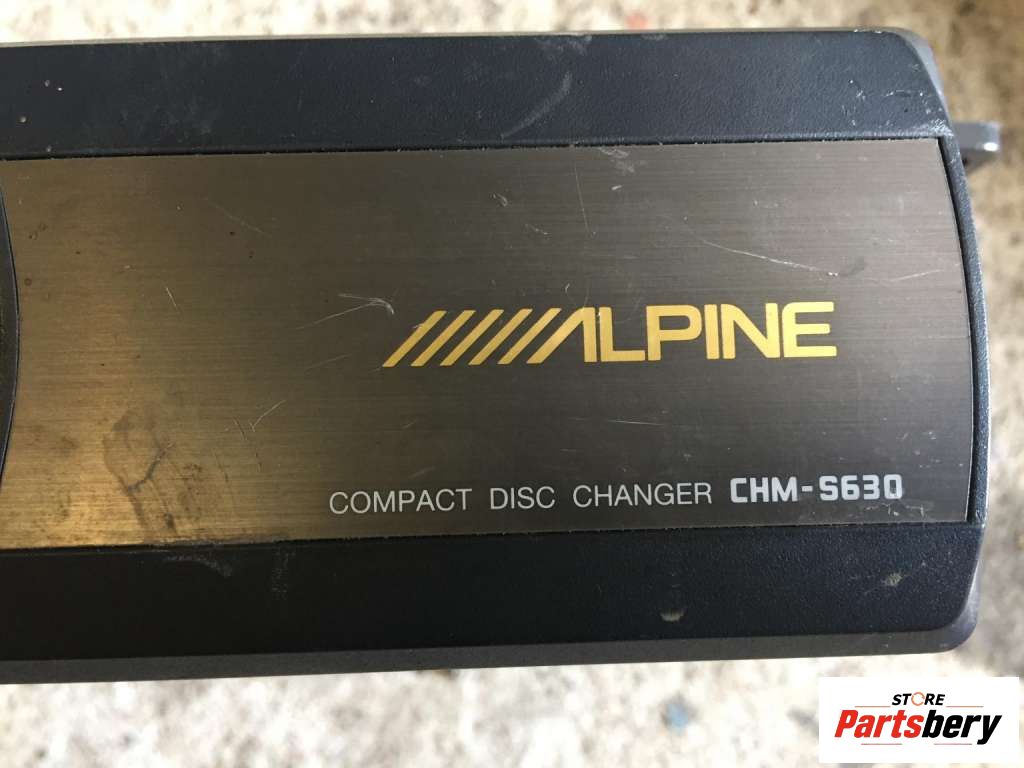 ALPINE
COMPACT DISC CHANGER CHM-S630
STORE
Partsbery